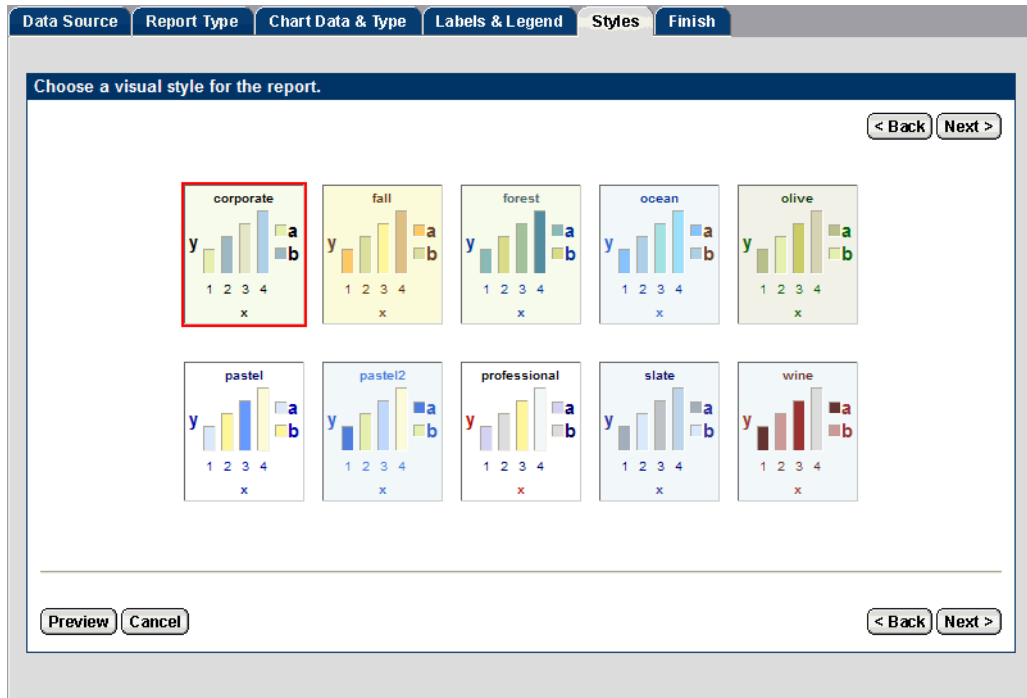 Data Source Report Type Chart Data & Type Labels & Legend Styles Finish
Choose a visual style for the report.
< Back Next >
corporate fall forest ocean olive
y a y a y a y a y a
b b b b b
1 2 3 4 1 2 3 4 1 2 3 4 1 2 3 4 1 2 3 4
x x x x x
pastel pastel2 professional slate wine
y a y a y a y a y a
b b b b b
1 2 3 4 1 2 3 4 1 2 3 4 1 2 3 4 1 2 3 4
x x x x x
Preview Cancel < Back Next >